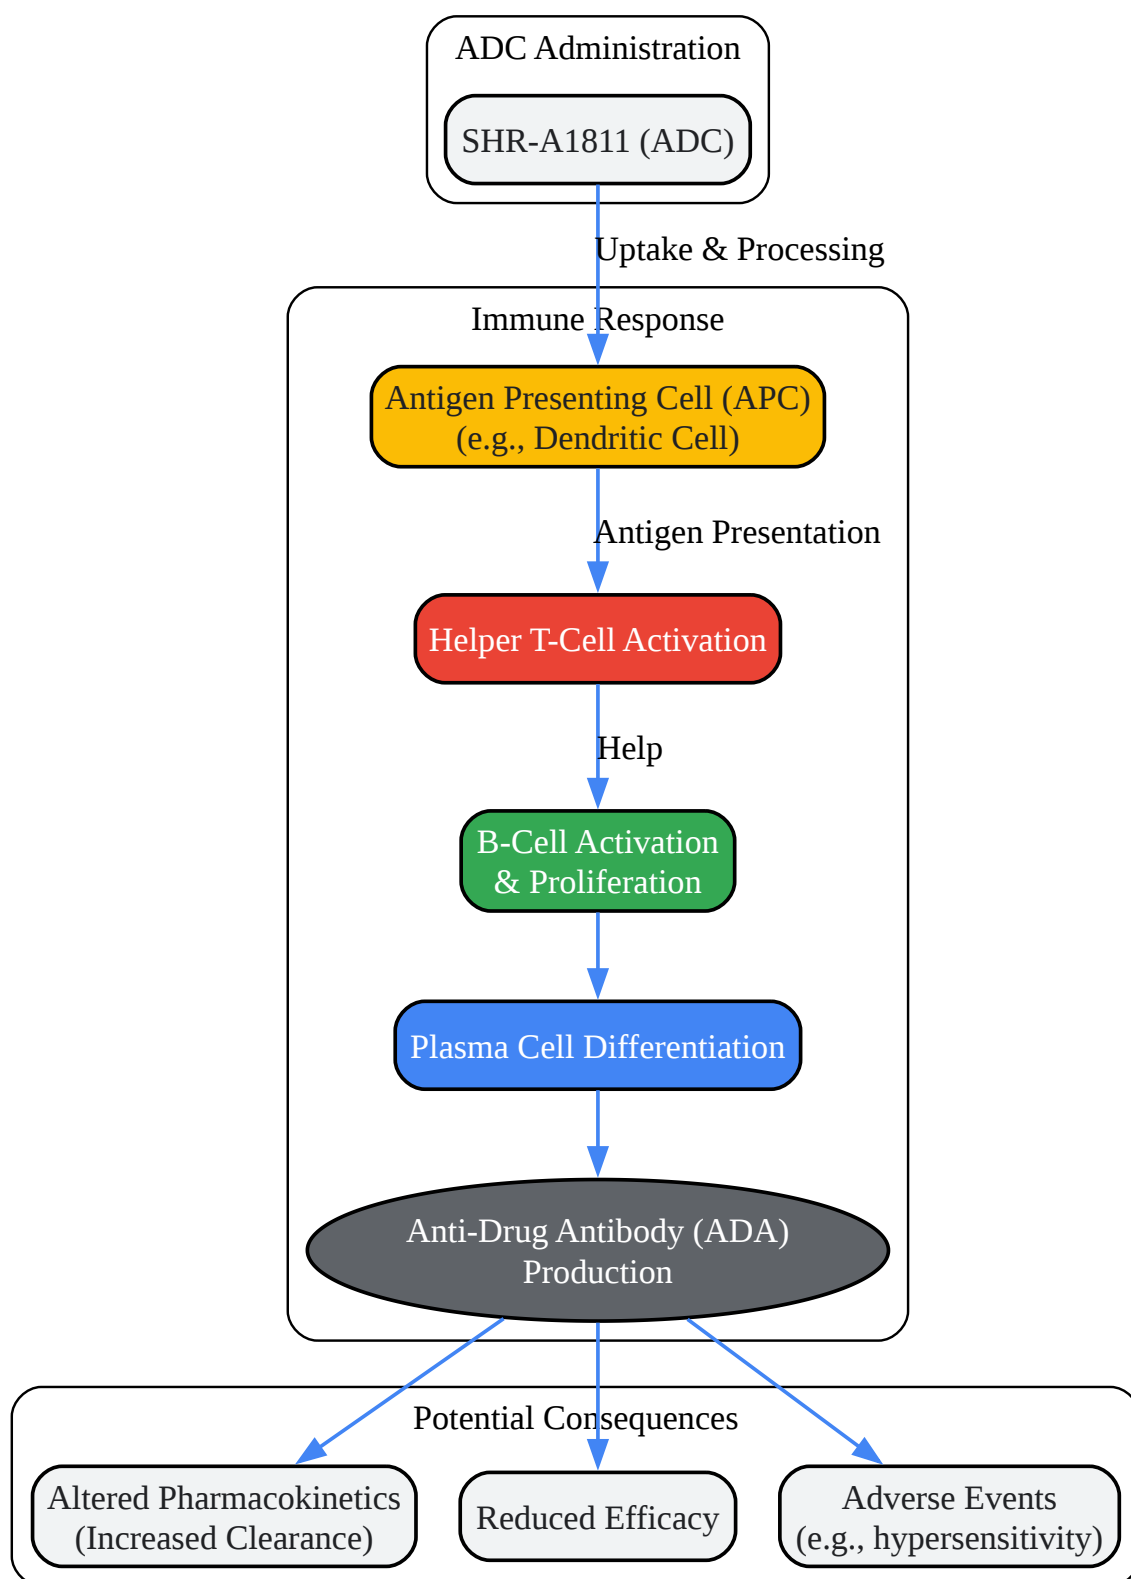 ADC Administration
SHR-A1811 (ADC)
Uptake & Processing
Immune Response
Antigen Presenting Cell (APC)
(e.g., Dendritic Cell)
Antigen Presentation
Helper T-Cell Activation
Help
B-Cell Activation
& Proliferation
Plasma Cell Differentiation
Anti-Drug Antibody (ADA)
Production
Potential Consequences
Altered Pharmacokinetics
(Increased Clearance)
Reduced Efficacy
Adverse Events
(e.g., hypersensitivity)